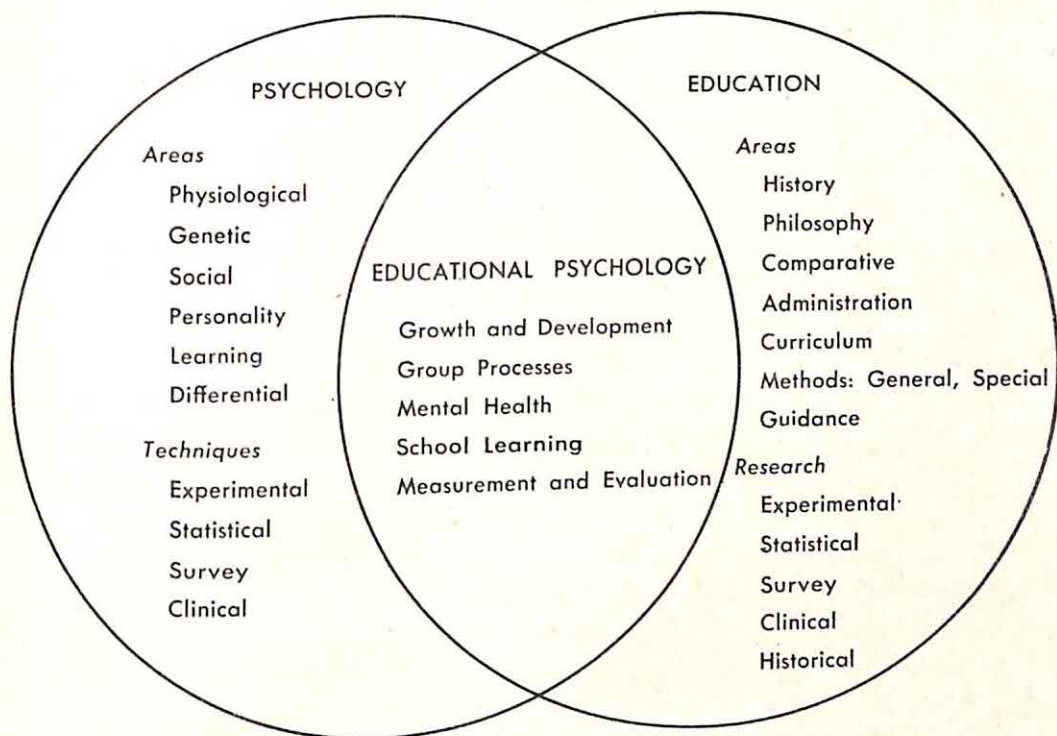 PSYCHOLOGY
Areas
Physiological
Genetic
Social
Personality
Learning
Differential
Techniques
Experimental
Statistical
Survey
Clinical
EDUCATIONAL PSYCHOLOGY
Growth and Development
Group Processes
Mental Health
School Learning
Measurement and Evaluation
EDUCATION
Areas
History
Philosophy
Comparative
Administration
Curriculum
Methods: General, Special
Guidance
Research
Experimental
Statistical
Survey
Clinical
Historical